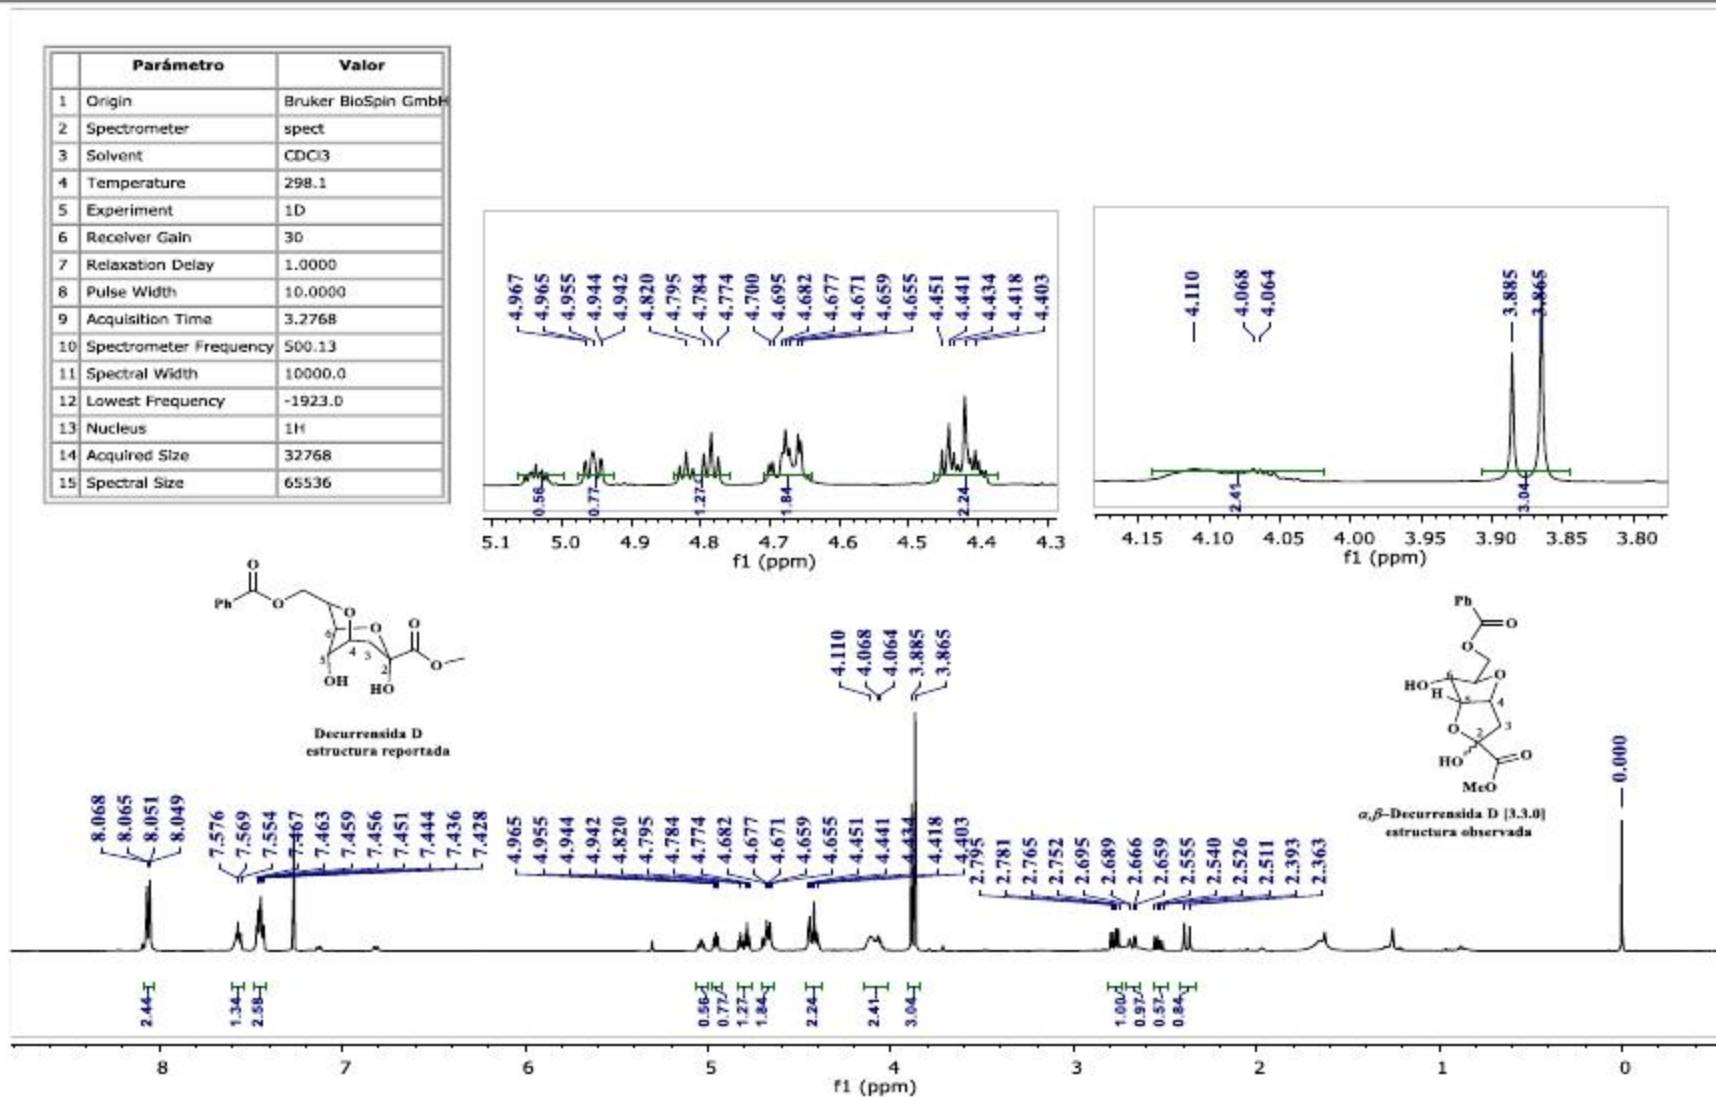 Parámetro Valor
1 Origin Bruker BioSpin GmbH
2 Spectrometer spect
3 Solvent CDCl3
4 Temperature 298.1
5 Experiment 1D
6 Receiver Gain 30
7 Relaxation Delay 1.0000
8 Pulse Width 10.0000
9 Acquisition Time 3.2768
10 Spectrometer Frequency 500.13
11 Spectral Width 10000.0
12 Lowest Frequency -1923.0
13 Nucleus 1H
14 Acquired Size 32768
15 Spectral Size 65536
4.967 4.965 4.955 4.944 4.942 4.820 4.795 4.784 4.774 4.700 4.695 4.682 4.677 4.671 4.659 4.655 4.451 4.441 4.434 4.418 4.403
0.56 0.77 1.27 1.84 2.24
5.1 5.0 4.9 4.8 4.7 4.6 4.5 4.4 4.3
f1 (ppm)
4.110 4.068 4.064 3.885 3.865
2.41 3.04
4.15 4.10 4.05 4.00 3.95 3.90 3.85 3.80
f1 (ppm)
O
Ph O O
6 O O
5 4 3 2 O
OH HO
Decurrensida D
estructura reportada
Ph
O
O
HO 6 O
H 5 4
O 2 3
HO O
MeO
α,β-Decurrensida D [3.3.0]
estructura observada
4.110 4.068 4.064 3.885 3.865
8.068 8.065 8.051 8.049 7.576 7.569 7.554 7.467 7.463 7.459 7.456 7.451 7.444 7.436 7.428 4.965 4.955 4.944 4.942 4.820 4.795 4.784 4.774 4.682 4.677 4.671 4.659 4.655 4.451 4.441 4.434 4.418 4.403 2.795 2.781 2.765 2.752 2.695 2.689 2.666 2.659 2.555 2.540 2.526 2.511 2.393 2.363 0.000
2.44 1.34 2.58 0.56 0.77 1.27 1.84 2.24 2.41 3.04 1.00 0.97 0.57 0.84
8 7 6 5 4 3 2 1 0
f1 (ppm)